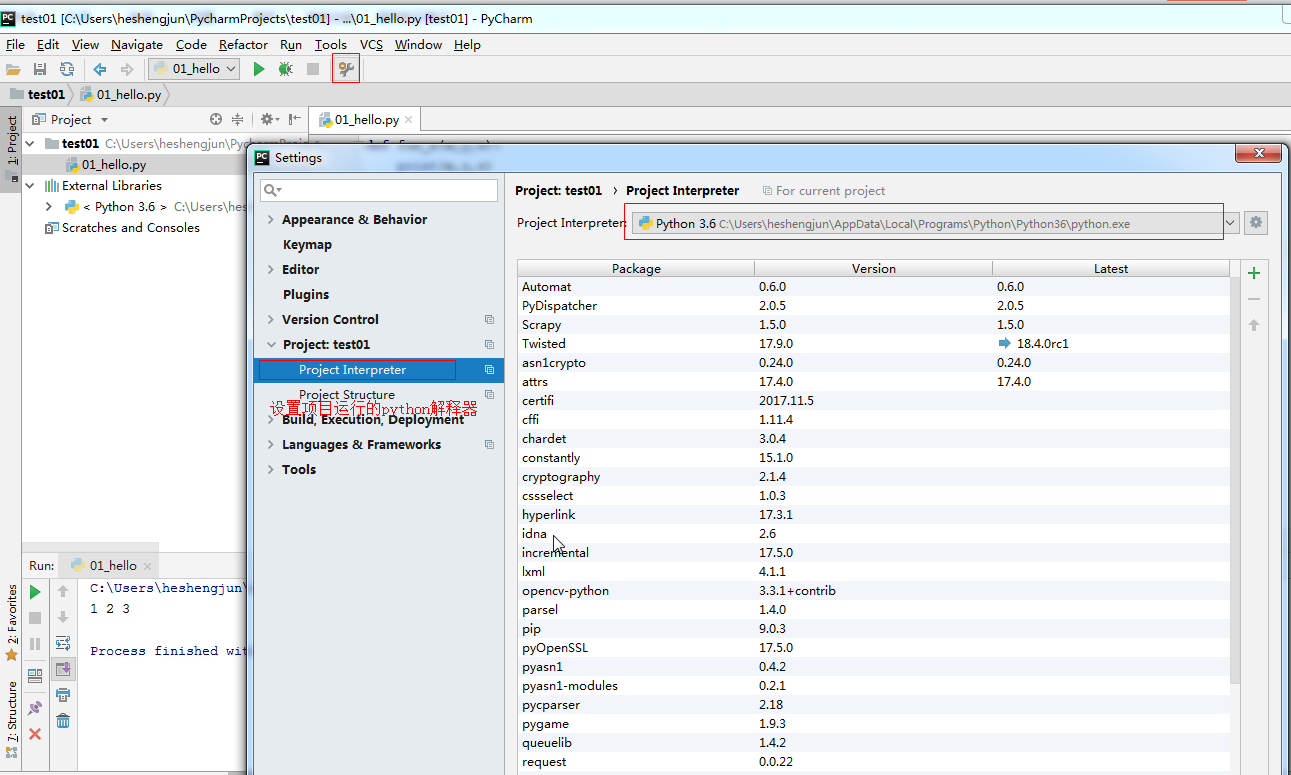 test01 [C:\Users\heshengjun\PycharmProjects\test01] - ...\01_hello.py [test01] - PyCharm
File Edit View Navigate Code Refactor Run Tools VCS Window Help
01_hello
test01 01_hello.py
1: Project
Project
01_hello.py
test01 C:\Users\heshengjun\PycharmProje
01_hello.py
External Libraries
< Python 3.6 > C:\Users\hes
Scratches and Consoles
Settings
Appearance & Behavior
Keymap
Editor
Plugins
Version Control
Project: test01
Project Interpreter
Project Structure
设置项目运行的python解释器
Build, Execution, Deployment
Languages & Frameworks
Tools
Project: test01 › Project Interpreter For current project
Project Interpreter: Python 3.6 C:\Users\heshengjun\AppData\Local\Programs\Python\Python36\python.exe
Package Version Latest
Automat 0.6.0 0.6.0
PyDispatcher 2.0.5 2.0.5
Scrapy 1.5.0 1.5.0
Twisted 17.9.0 18.4.0rc1
asn1crypto 0.24.0 0.24.0
attrs 17.4.0 17.4.0
certifi 2017.11.5
cffi 1.11.4
chardet 3.0.4
constantly 15.1.0
cryptography 2.1.4
cssselect 1.0.3
hyperlink 17.3.1
idna 2.6
incremental 17.5.0
lxml 4.1.1
opencv-python 3.3.1+contrib
parsel 1.4.0
pip 9.0.3
pyOpenSSL 17.5.0
pyasn1 0.4.2
pyasn1-modules 0.2.1
pycparser 2.18
pygame 1.9.3
queuelib 1.4.2
request 0.0.22
Run: 01_hello
C:\Users\heshengjun\
1 2 3
Process finished wit
2: Favorites
7: Structure